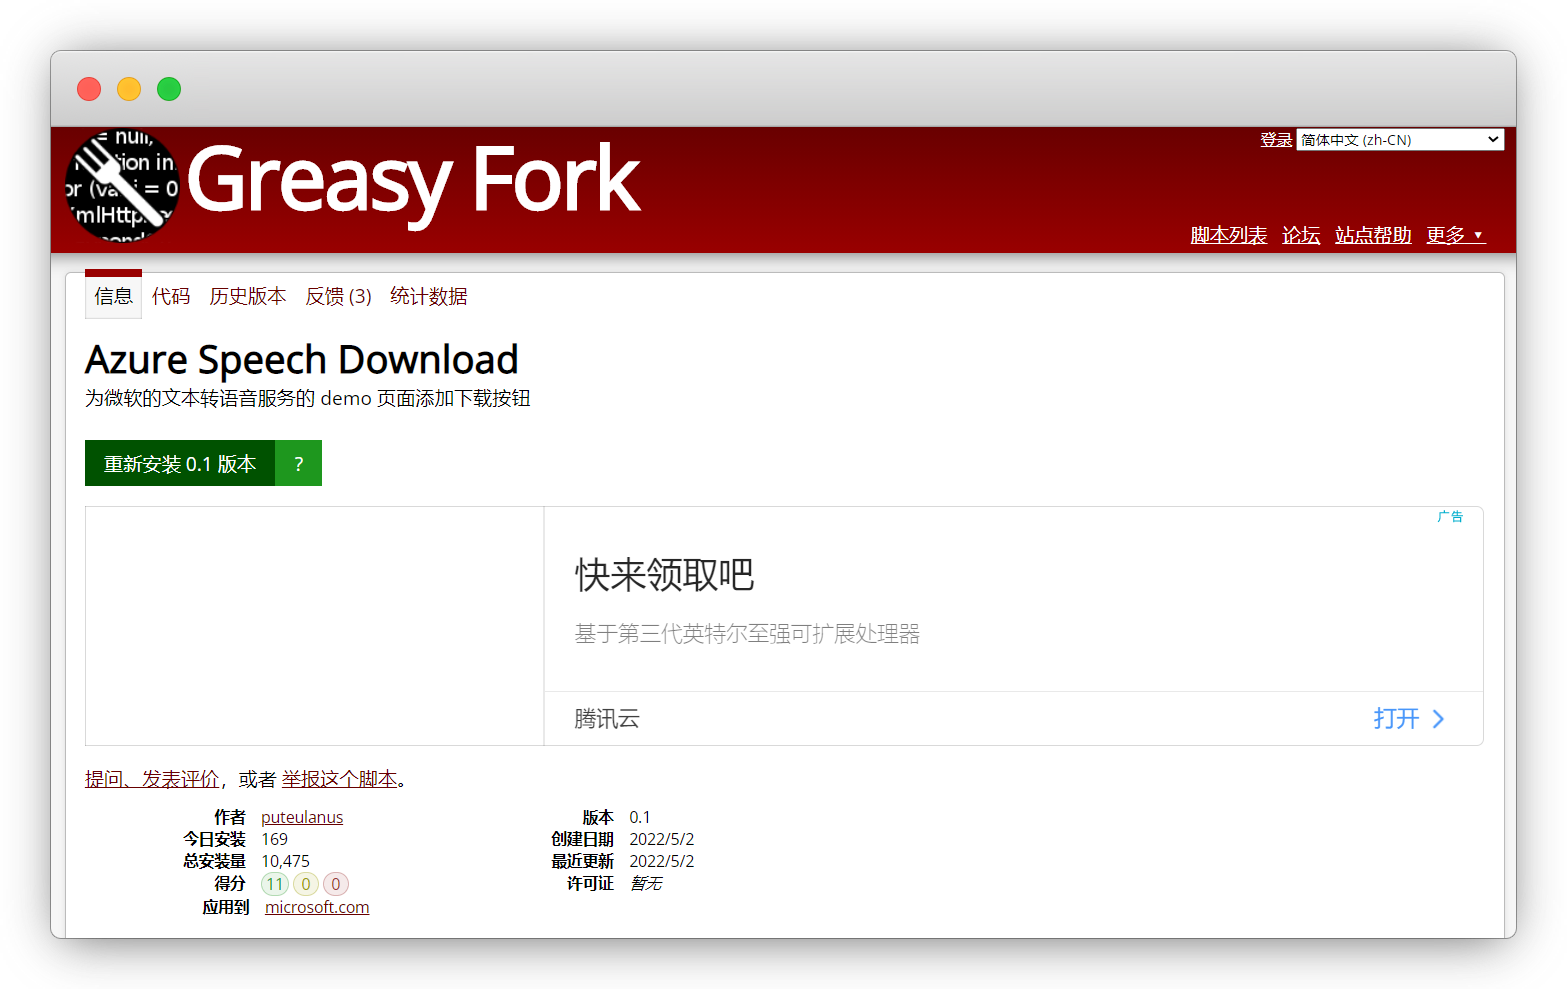 = null,
tion in
or (va i = 0
mlHttp
Greasy Fork
登录 简体中文 (zh-CN)
脚本列表 论坛 站点帮助 更多 ▼
信息 代码 历史版本 反馈 (3) 统计数据
Azure Speech Download
为微软的文本转语音服务的 demo 页面添加下载按钮
重新安装 0.1 版本 ?
广告
快来领取吧
基于第三代英特尔至强可扩展处理器
腾讯云 打开
提问、发表评价，或者 举报这个脚本。
作者 puteulanus 版本 0.1
今日安装 169 创建日期 2022/5/2
总安装量 10,475 最近更新 2022/5/2
得分 11 0 0 许可证 暂无
应用到 microsoft.com